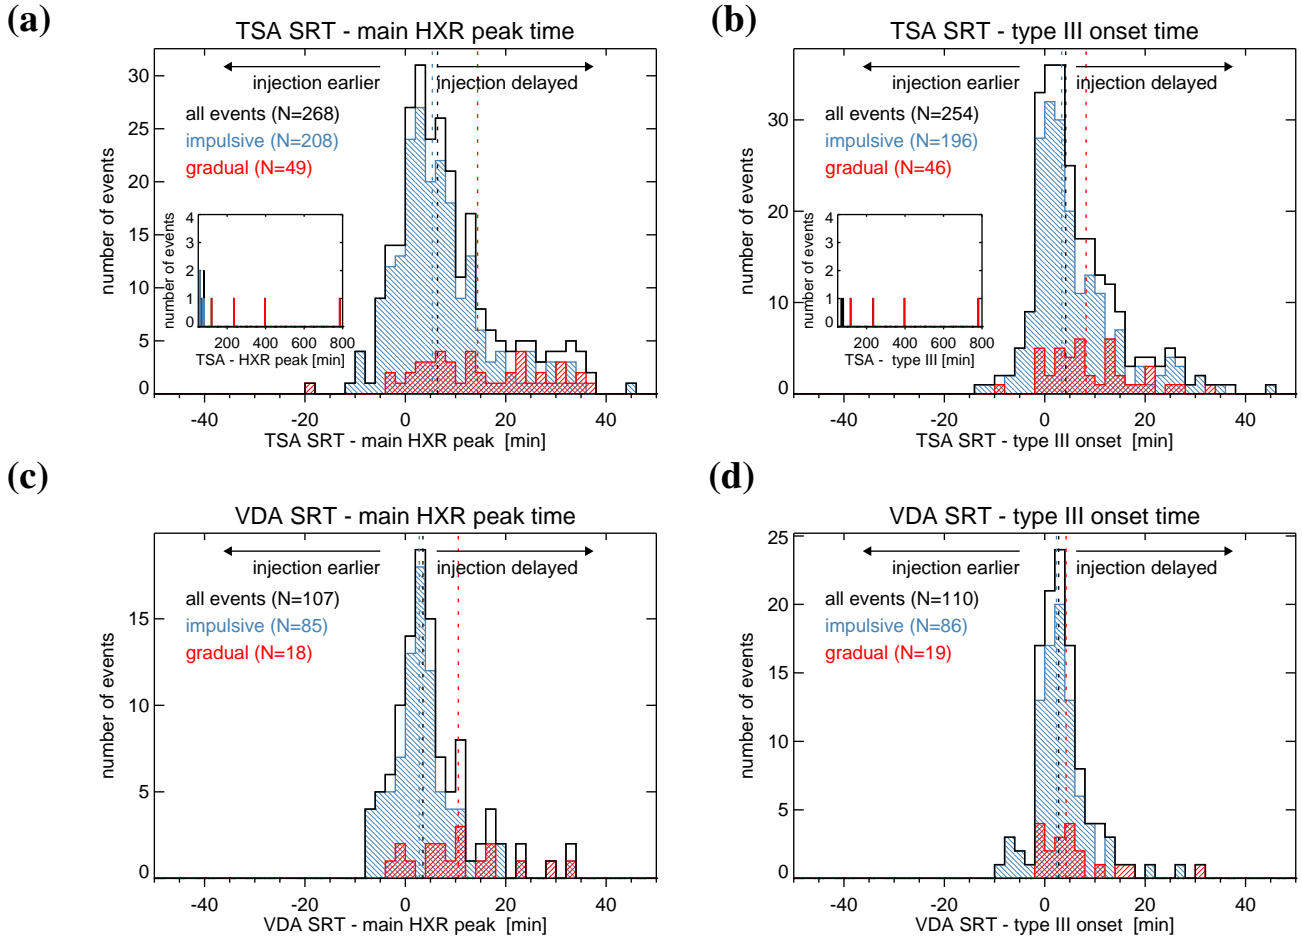 (a)
TSA SRT - main HXR peak time
injection earlier
injection delayed
all events (N=268)
impulsive (N=208)
gradual (N=49)
number of events
30
25
20
15
10
5
0
-40
-20
0
20
40
TSA SRT - main HXR peak [min]
number of events
4
3
2
1
0
200
400
600
800
TSA - HXR peak [min]
(b)
TSA SRT - type III onset time
injection earlier
injection delayed
all events (N=254)
impulsive (N=196)
gradual (N=46)
number of events
30
20
10
0
-40
-20
0
20
40
TSA SRT - type III onset [min]
number of events
4
3
2
1
0
200
400
600
800
TSA - type III [min]
(c)
VDA SRT - main HXR peak time
injection earlier
injection delayed
all events (N=107)
impulsive (N=85)
gradual (N=18)
number of events
15
10
5
0
-40
-20
0
20
40
VDA SRT - main HXR peak [min]
(d)
VDA SRT - type III onset time
injection earlier
injection delayed
all events (N=110)
impulsive (N=86)
gradual (N=19)
number of events
25
20
15
10
5
0
-40
-20
0
20
40
VDA SRT - type III onset [min]